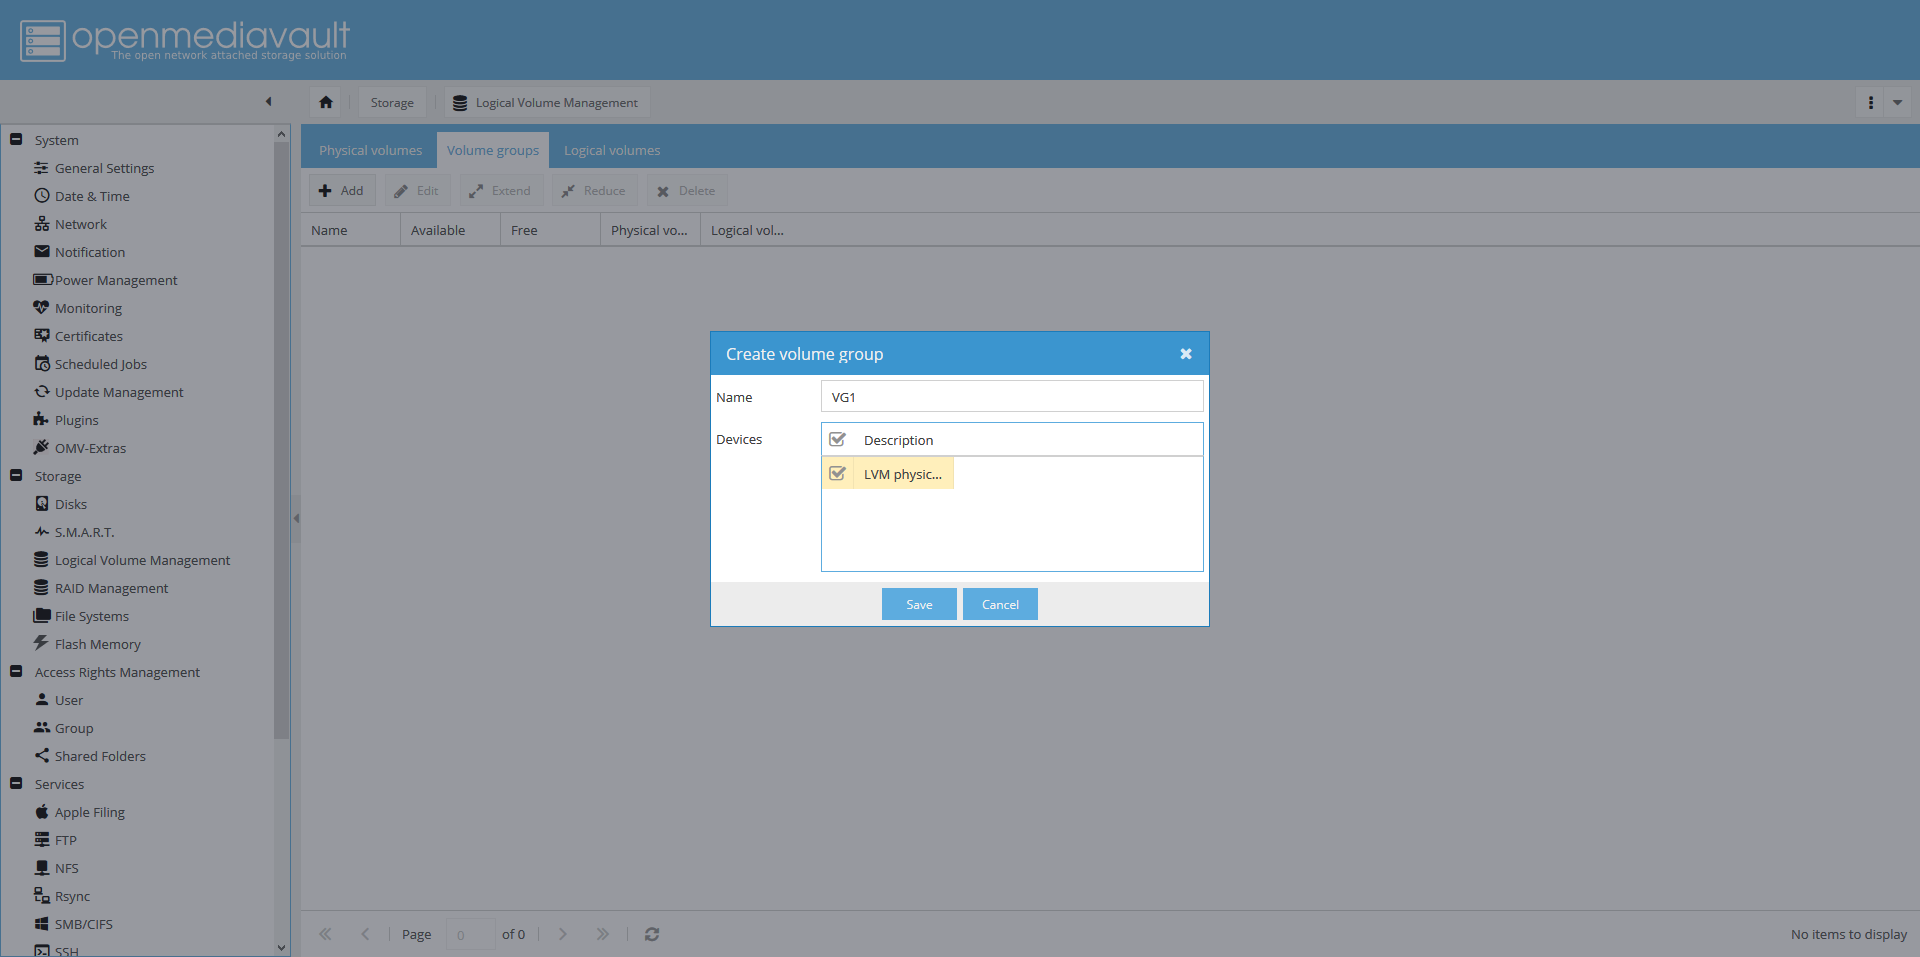 openmediavault
The open network attached storage solution
Storage
Logical Volume Management
System
General Settings
Date & Time
Network
Notification
Power Management
Monitoring
Certificates
Scheduled Jobs
Update Management
Plugins
OMV-Extras
Storage
Disks
S.M.A.R.T.
Logical Volume Management
RAID Management
File Systems
Flash Memory
Access Rights Management
User
Group
Shared Folders
Services
Apple Filing
FTP
NFS
Rsync
SMB/CIFS
SSH
Physical volumes Volume groups Logical volumes
Add Edit Extend Reduce Delete
Name Available Free Physical vo... Logical vol...
Create volume group
Name VG1
Devices Description
LVM physic...
Save Cancel
Page 0 of 0 No items to display